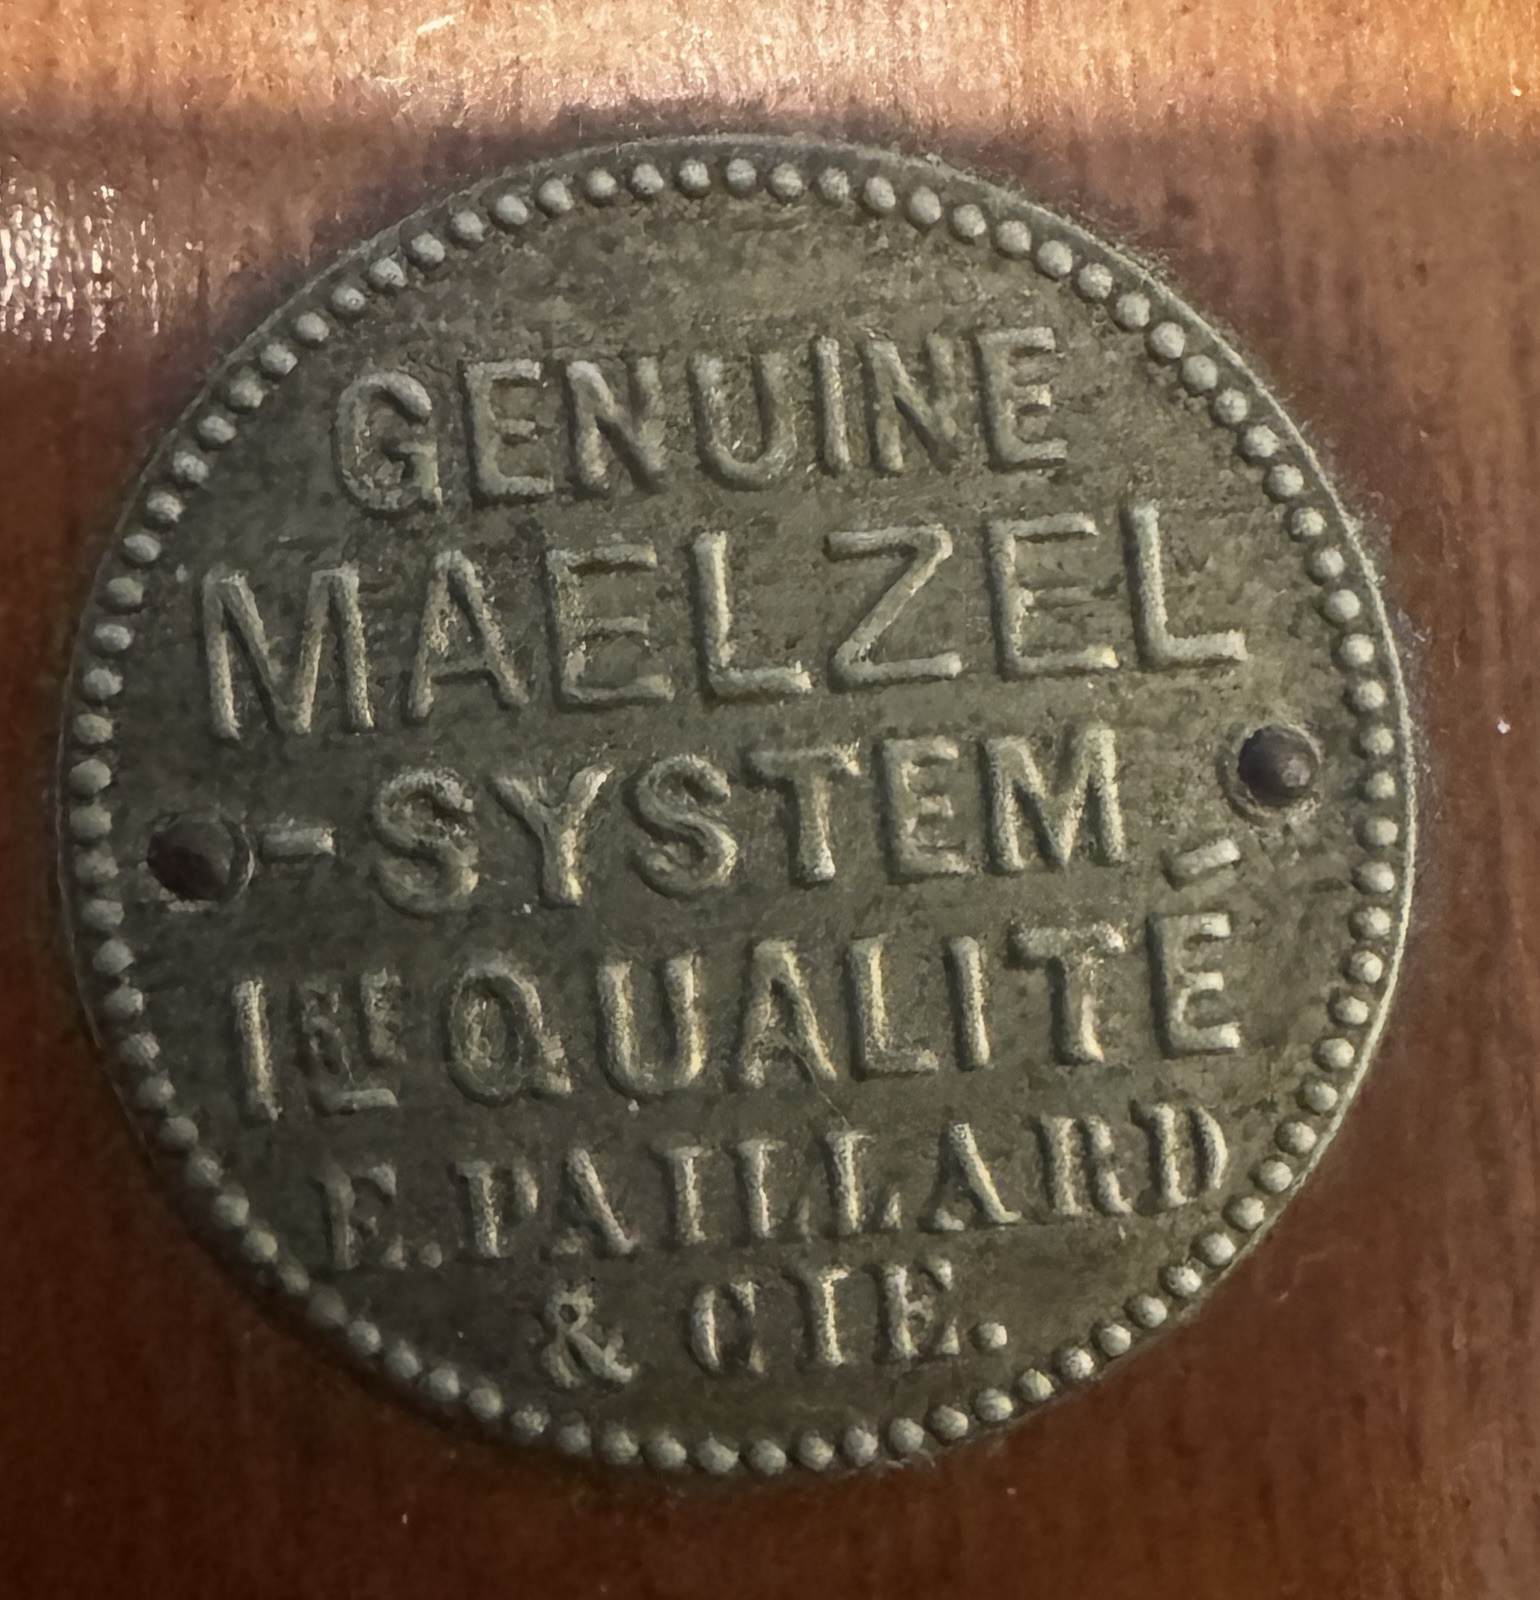 GENUINE
MAELZEL
-SYSTEM-
1RE QUALITÉ
E. PAILLARD
& CIE.